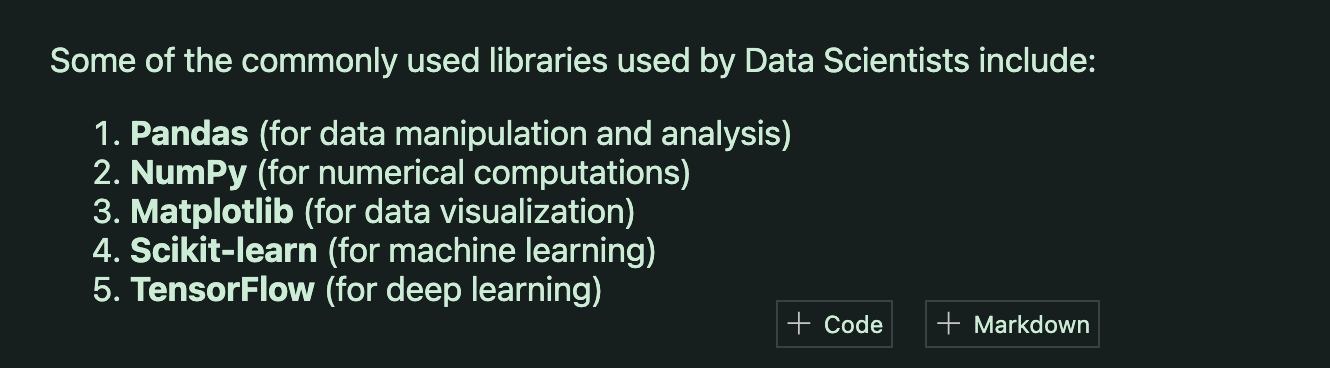 Some of the commonly used libraries used by Data Scientists include:
1. Pandas (for data manipulation and analysis)
2. NumPy (for numerical computations)
3. Matplotlib (for data visualization)
4. Scikit-learn (for machine learning)
5. TensorFlow (for deep learning)
+ Code + Markdown